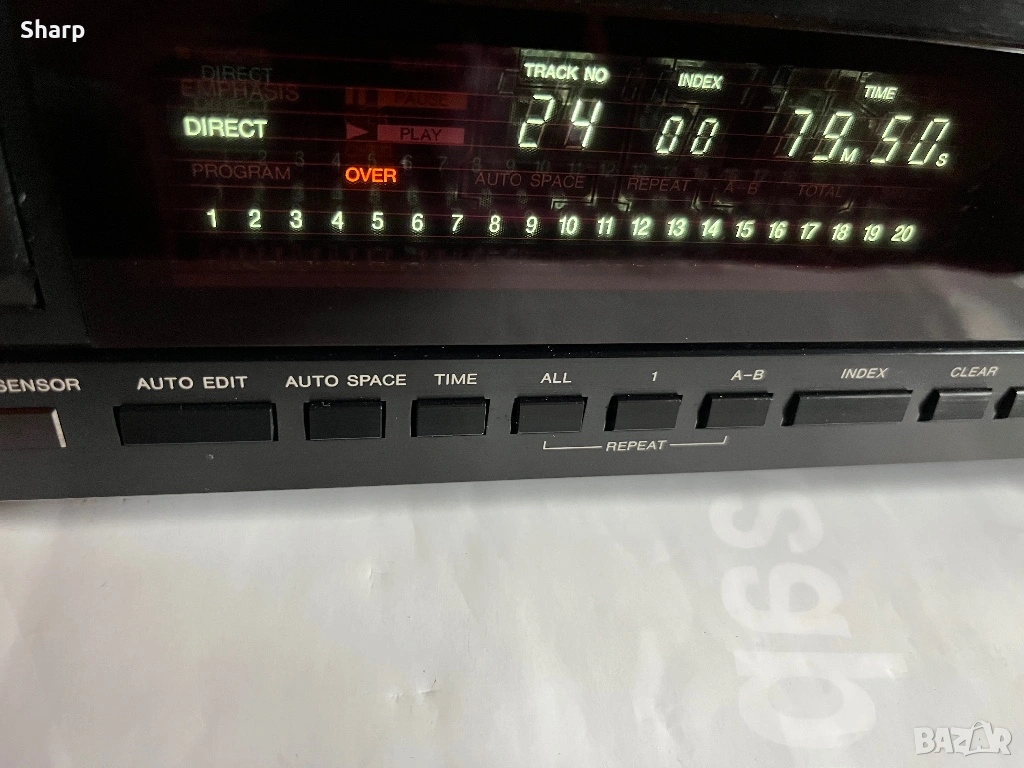 Sharp
DIRECT
EMPHASIS PAUSE TRACK NO INDEX TIME
DIRECT PLAY 24 00 79M 50s
PROGRAM OVER AUTO SPACE REPEAT A-B TOTAL
1 2 3 4 5 6 7 8 9 10 11 12 13 14 15 16 17 18 19 20
SENSOR AUTO EDIT AUTO SPACE TIME ALL 1 A-B INDEX CLEAR
REPEAT
BAZAR